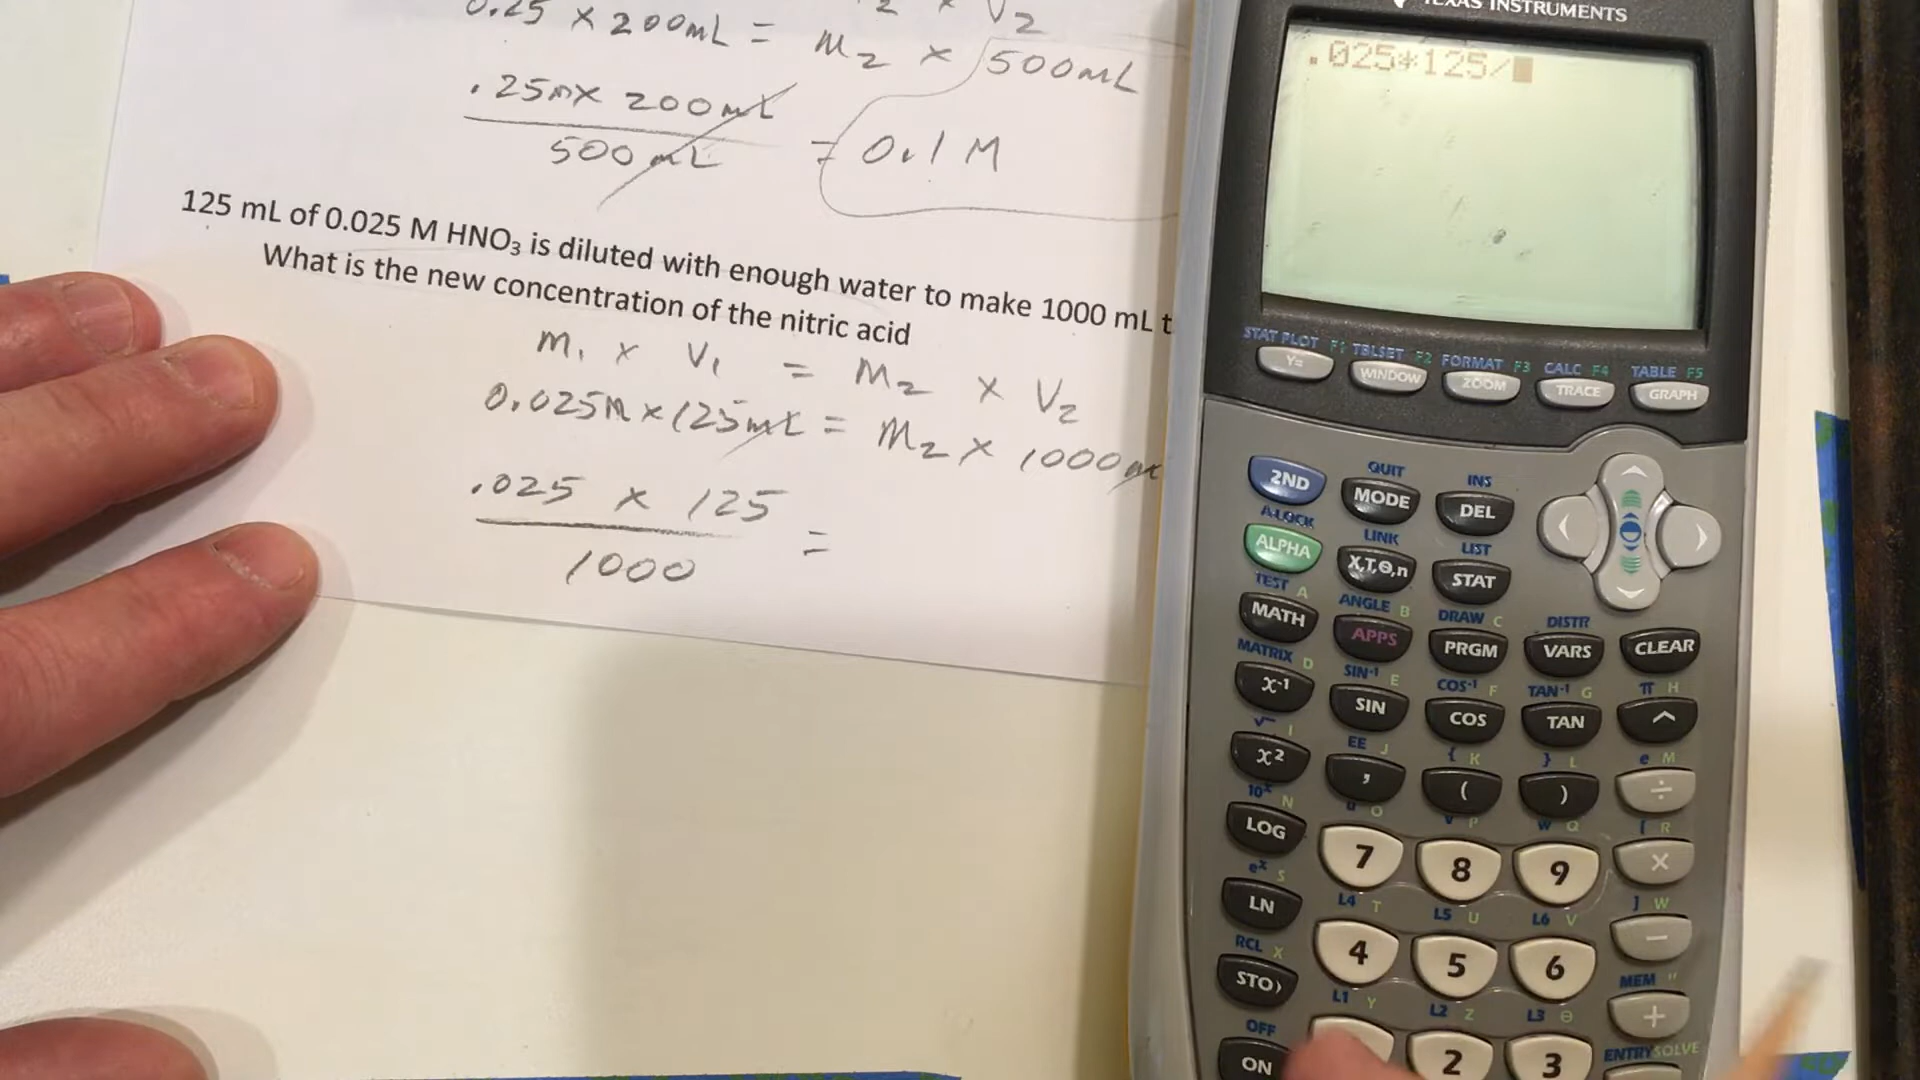 TEXAS INSTRUMENTS
0.25 x 200mL = 2 x V2
M2 x 500mL
.25M x 200mL
500mL
= 0.1 M
125 mL of 0.025 M HNO3 is diluted with enough water to make 1000 mL t
What is the new concentration of the nitric acid
M1 x V1 = M2 x V2
0.025M x 125mL = M2 x 1000m
.025 x 125
1000
=
.025*125/
STAT PLOT F1 TBLSET F2 FORMAT F3 CALC F4 TABLE F5
Y= WINDOW ZOOM TRACE GRAPH
QUIT INS
2ND MODE DEL
A-LOCK LINK LIST
ALPHA X,T,Θ,n STAT
TEST A ANGLE B DRAW C DISTR
MATH APPS PRGM VARS CLEAR
MATRIX D SIN-1 E COS-1 F TAN-1 G π H
x-1 SIN COS TAN ^
√ I EE J { K } L e M
x2 , ( ) ÷
10x N u O v P w Q [ R
LOG 7 8 9 ×
ex S L4 T L5 U L6 V ] W
LN 4 5 6 −
RCL X L1 Y L2 Z L3 θ MEM "
STO› 2 3 +
OFF ENTRY SOLVE
ON